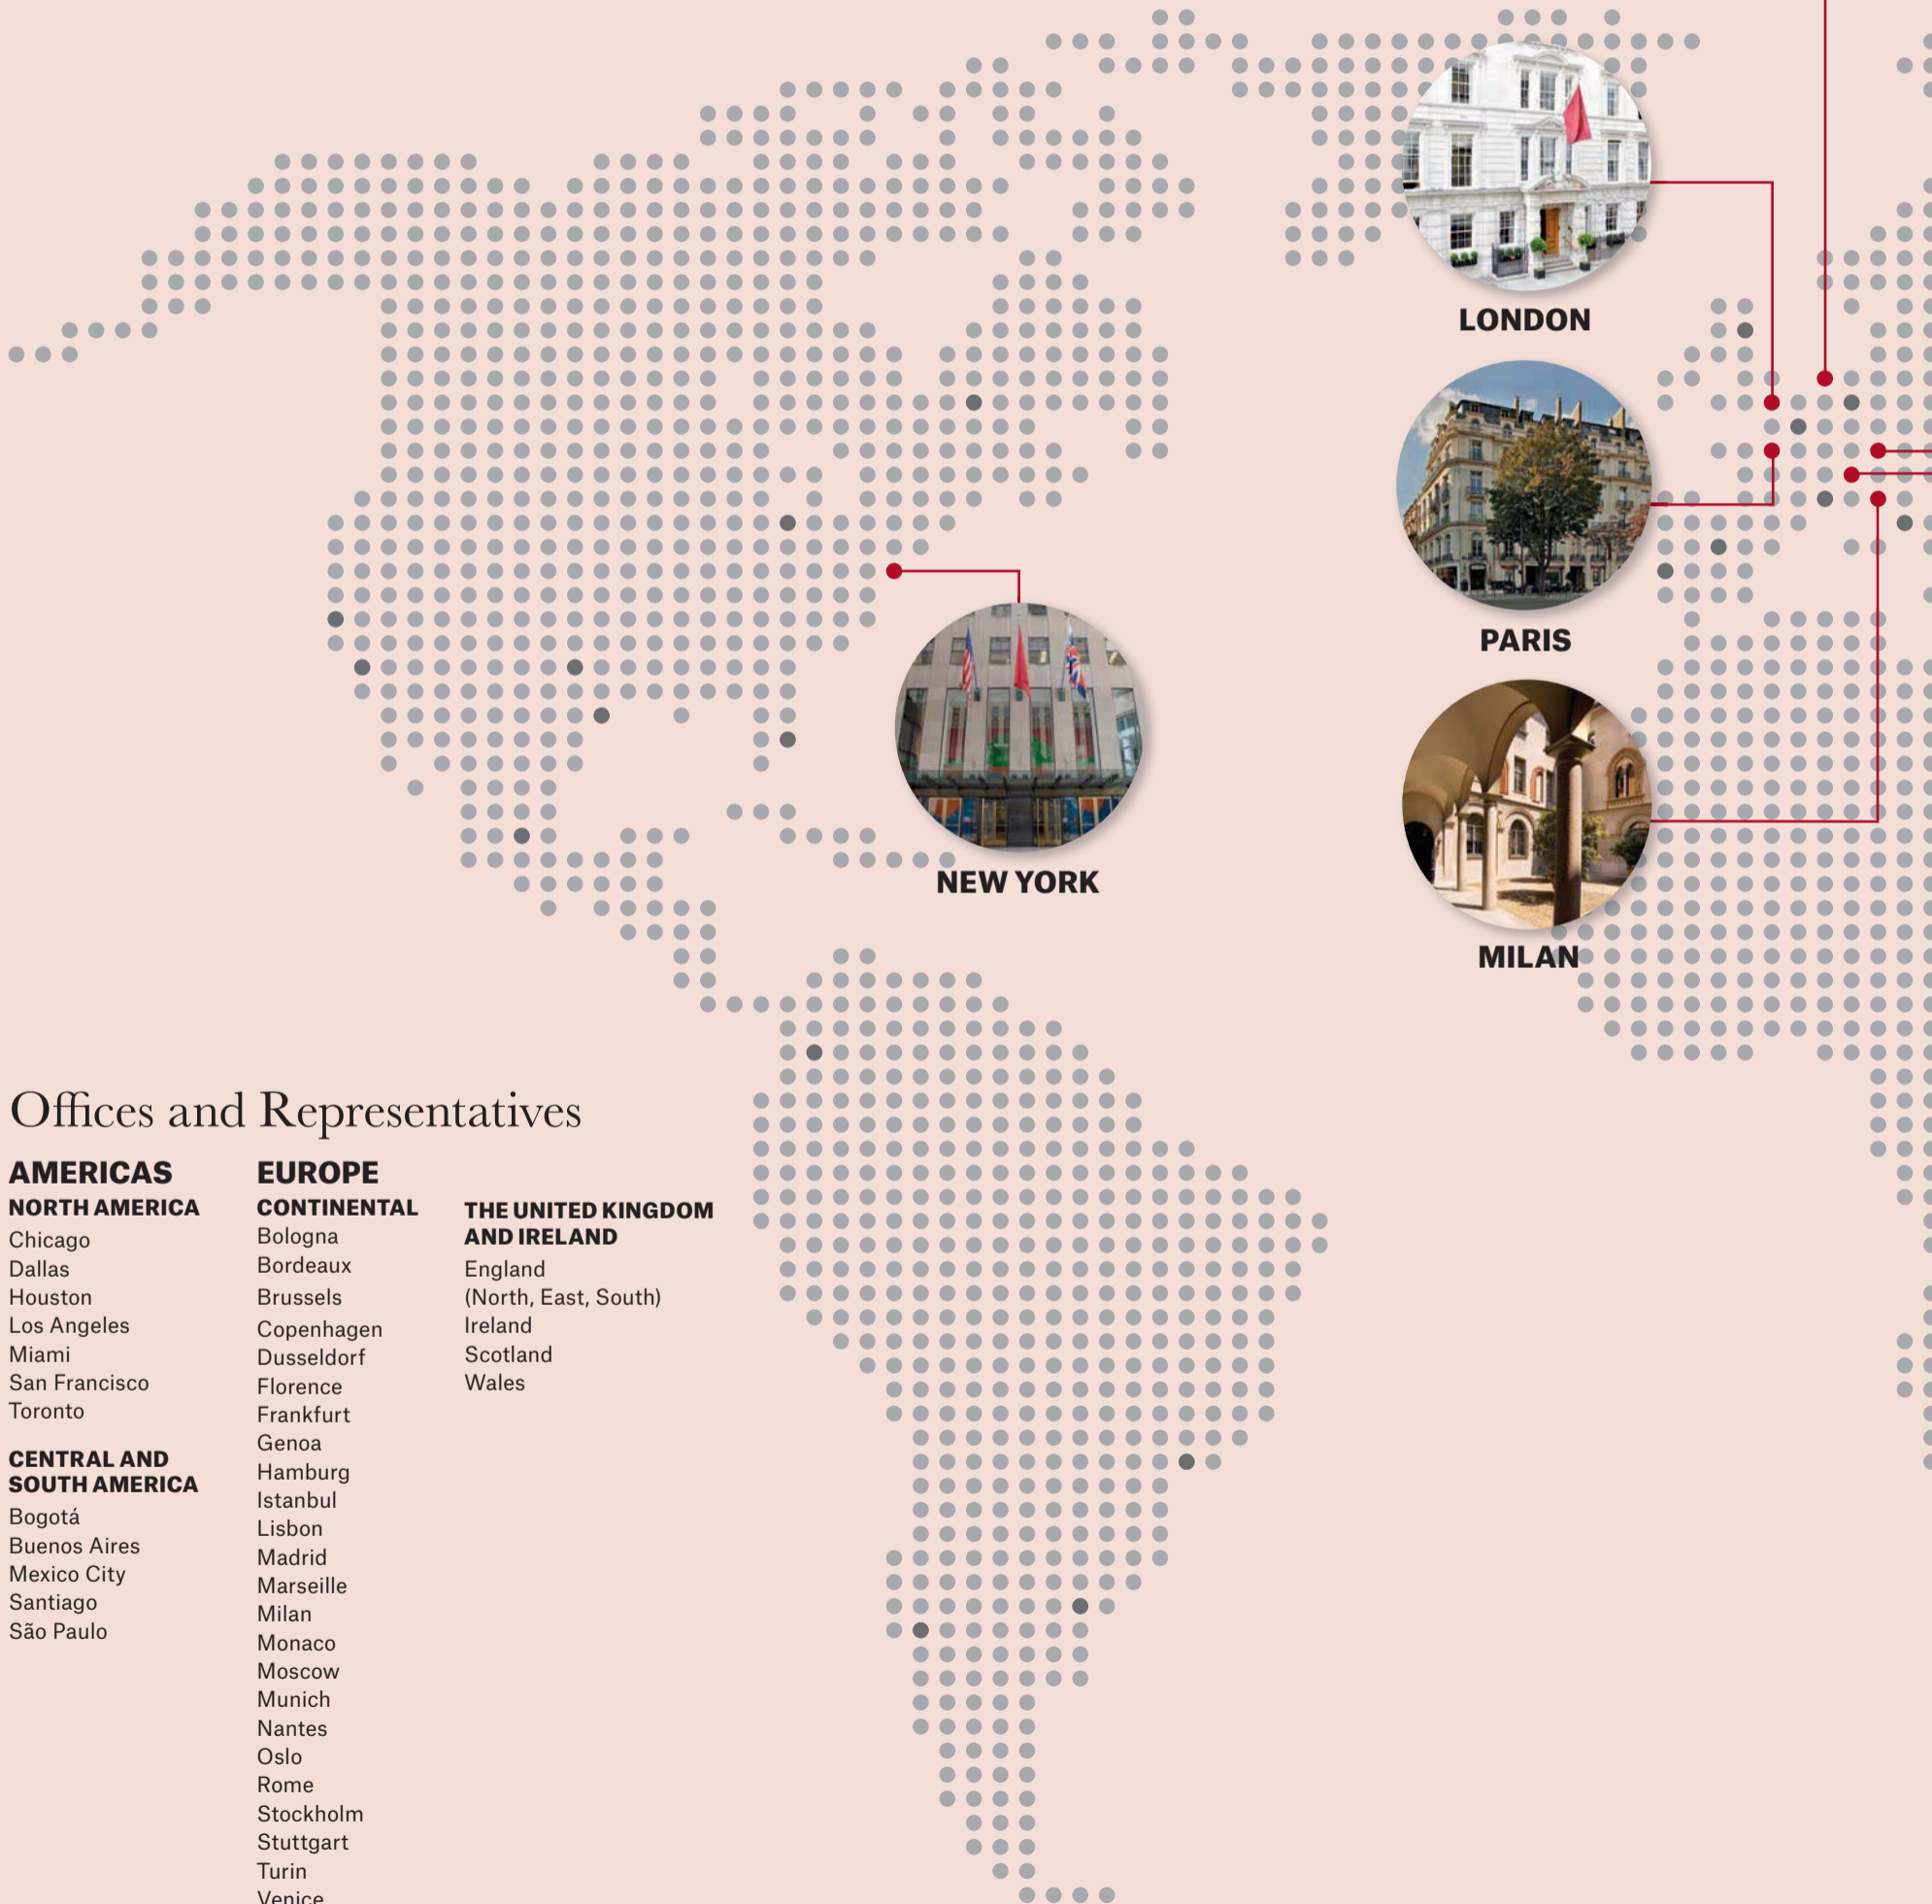 LONDON
PARIS
NEW YORK
MILAN
Offices and Representatives
AMERICAS
NORTH AMERICA
Chicago
Dallas
Houston
Los Angeles
Miami
San Francisco
Toronto
CENTRAL AND
SOUTH AMERICA
Bogotá
Buenos Aires
Mexico City
Santiago
São Paulo
EUROPE
CONTINENTAL
Bologna
Bordeaux
Brussels
Copenhagen
Dusseldorf
Florence
Frankfurt
Genoa
Hamburg
Istanbul
Lisbon
Madrid
Marseille
Milan
Monaco
Moscow
Munich
Nantes
Oslo
Rome
Stockholm
Stuttgart
Turin
Venice
THE UNITED KINGDOM
AND IRELAND
England
(North, East, South)
Ireland
Scotland
Wales